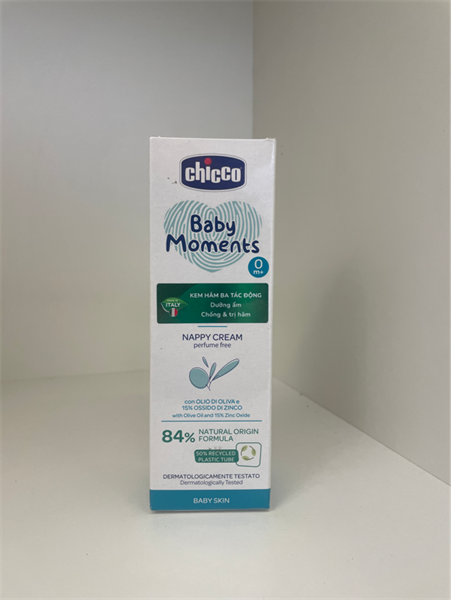 chicco
Baby
Moments
0
m+
KEM HĂM BA TÁC ĐỘNG
Dưỡng ẩm
Chống & trị hăm
ITALY
NAPPY CREAM
perfume free
con OLIO DI OLIVA e
15% OSSIDO DI ZINCO
with Olive Oil and 15% Zinc Oxide
84% NATURAL ORIGIN
FORMULA
50% RECYCLED
PLASTIC TUBE
DERMATOLOGICAMENTE TESTATO
Dermatologically Tested
BABY SKIN